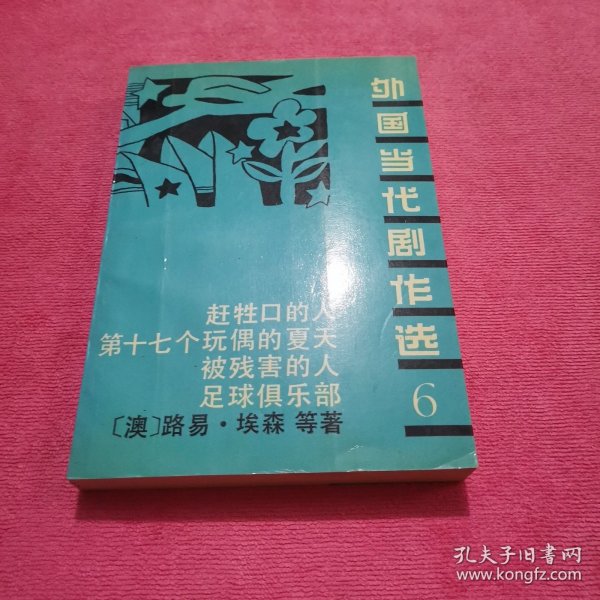 外国当代剧作选
6
赶牲口的人
第十七个玩偶的夏天
被残害的人
足球俱乐部
〔澳〕路易·埃森 等著
孔夫子旧书网
www.kongfz.com